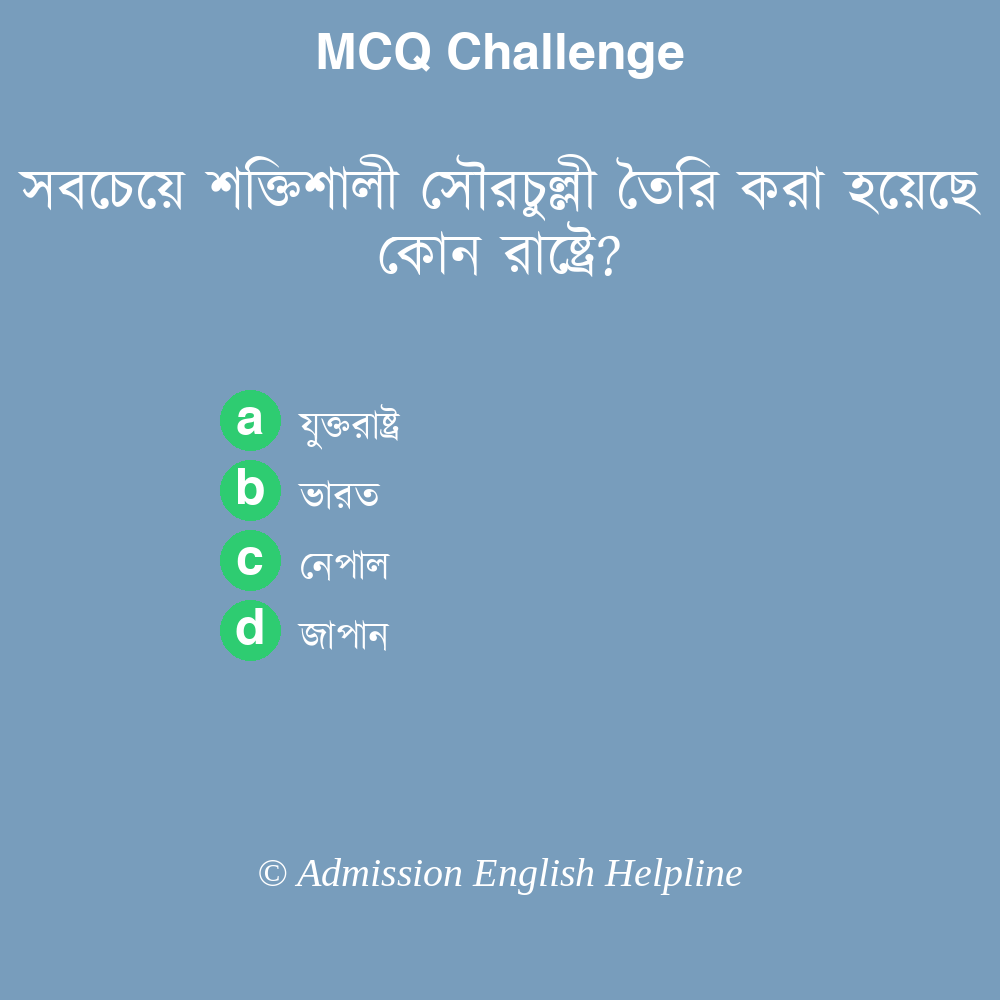 MCQ Challenge
সবচেয়ে শক্তিশালী সৌরচুল্লী তৈরি করা হয়েছে
কোন রাষ্ট্রে?
a যুক্তরাষ্ট্র
b ভারত
c নেপাল
d জাপান
© Admission English Helpline